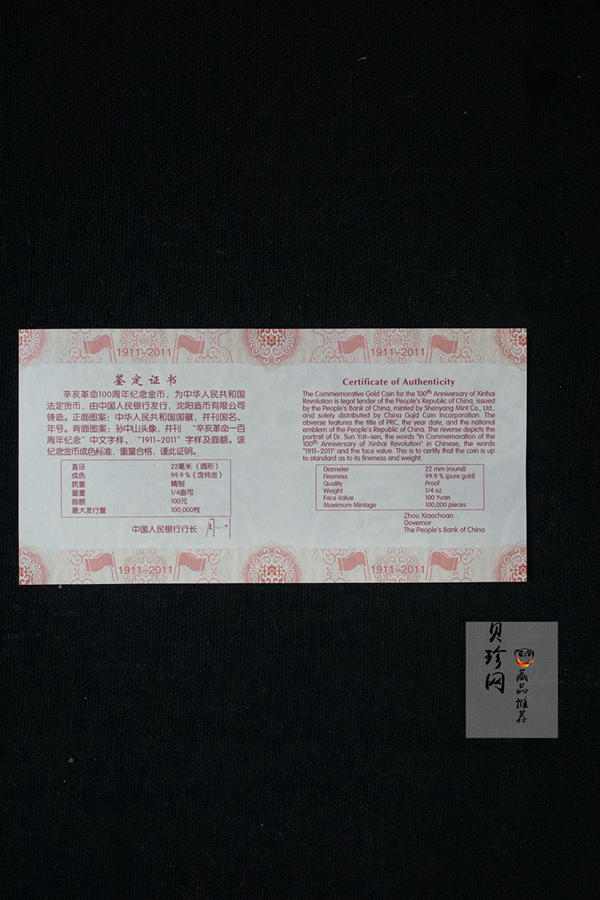 1911-2011
1911-2011
鉴定证书
辛亥革命100周年纪念金币，为中华人民共和国
法定货币，由中国人民银行发行，沈阳造币有限公司
铸造。正面图案：中华人民共和国国徽，并刊国名、
年号。背面图案：孙中山头像，并刊 “辛亥革命一百
周年纪念”中文字样、“1911-2011”字样及面额。该
纪念金币成色标准，重量合格，谨此证明。
直径 22毫米（圆形）
成色 99.9％（含纯金）
质量 精制
重量 1/4盎司
面额 100元
最大发行量 100,000枚
中国人民银行行长
Certificate of Authenticity
The Commemorative Gold Coin for the 100th Anniversary of Xinhai
Revolution is legal tender of the People's Republic of China, issued
by the People's Bank of China, minted by Shenyang Mint Co., Ltd.,
and solely distributed by China Gold Coin Incorporation. The
obverse features the title of PRC, the year date, and the national
emblem of the People's Republic of China. The reverse depicts the
portrait of Dr. Sun Yat-sen, the words "In Commemoration of the
100th Anniversary of Xinhai Revolution" in Chinese, the words
"1911-2011" and the face value. This is to certify that the coin is up
to standard as to its fineness and weight.
Diameter 22 mm (round)
Fineness 99.9 % (pure gold)
Quality Proof
Weight 1/4 oz
Face Value 100 Yuan
Maximum Mintage 100,000 pieces
Zhou Xiaochuan
Governor
The People's Bank of China
1911-2011
1911-2011
贝珍网
藏品推荐